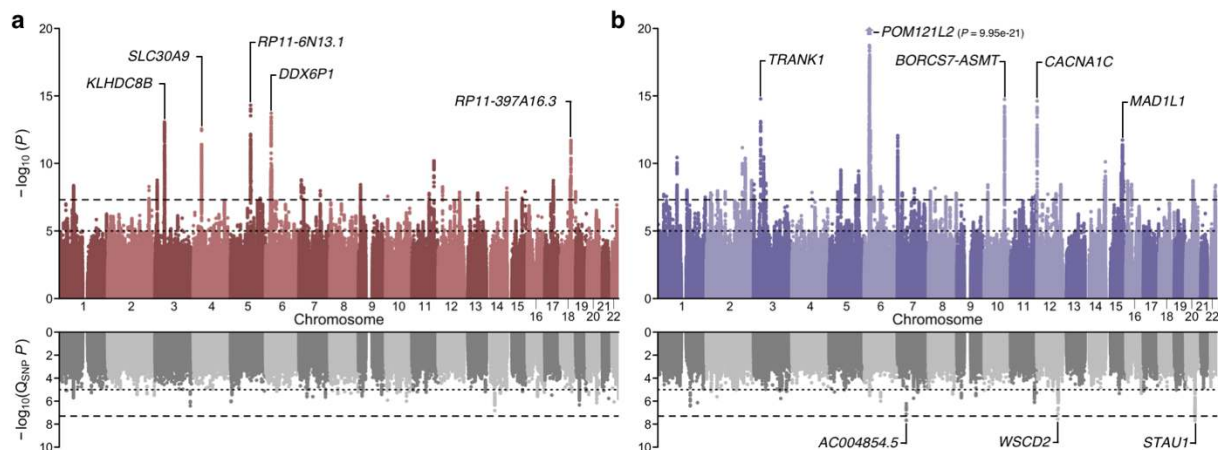 a
20
15
10
5
0
−log10 (P)
KLHDC8B
SLC30A9
RP11-6N13.1
DDX6P1
RP11-397A16.3
1 2 3 4 5 6 7 8 9 10 11 12 13 14 15 16 17 18 19 20 21 22
Chromosome
0
2
4
6
8
10
−log10(QSNP P)
b
20
15
10
5
0
POM121L2 (P = 9.95e-21)
TRANK1
BORCS7-ASMT
CACNA1C
MAD1L1
1 2 3 4 5 6 7 8 9 10 11 12 13 14 15 16 17 18 19 20 21 22
Chromosome
0
2
4
6
8
10
AC004854.5
WSCD2
STAU1